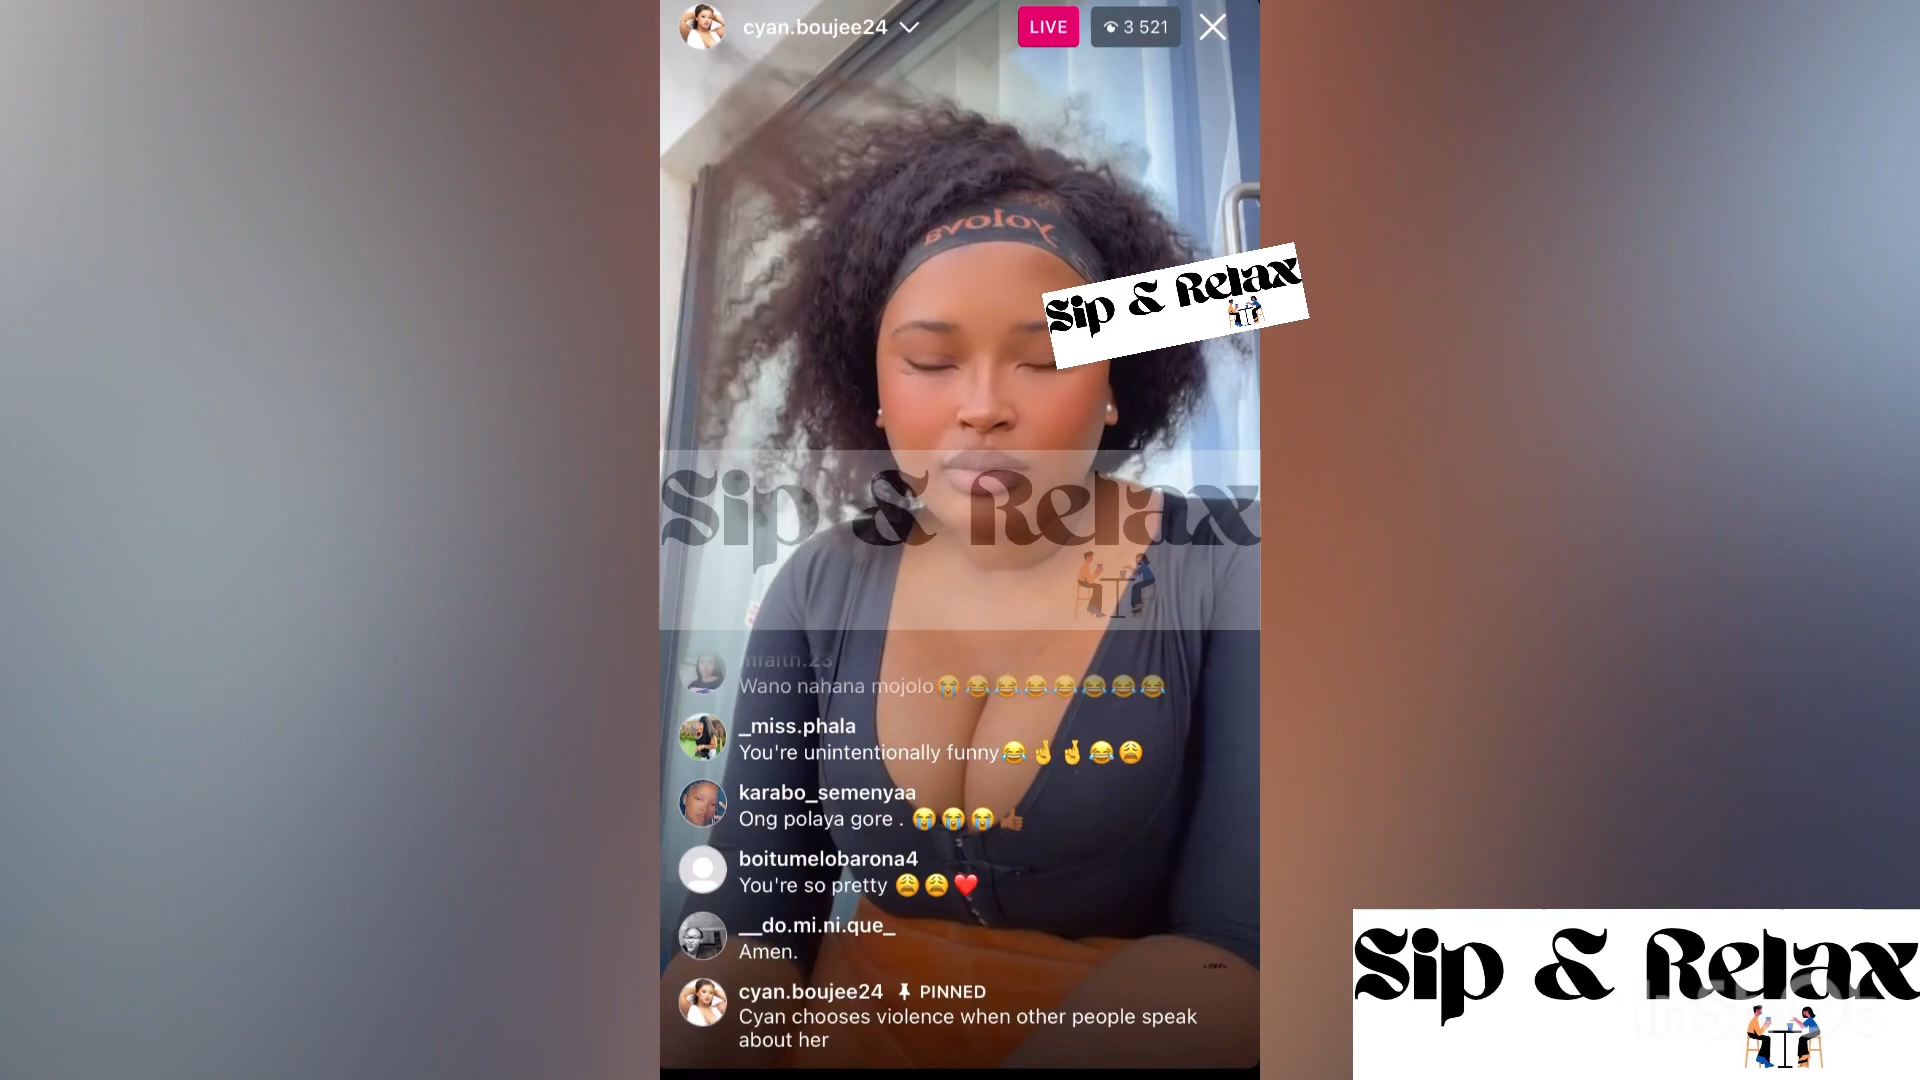 cyan.boujee24
LIVE
3 521
Yolova
Sip & Relax
Sip & Relax
Wano nahana mojolo😭😂😂😂😂😂😂😂
_miss.phala
You're unintentionally funny😂🤞🤞😂😩
karabo_semenyaa
Ong polaya gore . 😭😭😭👍🏾
boitumelobarona4
You're so pretty 😩😩❤️
__do.mi.ni.que_
Amen.
cyan.boujee24 PINNED
Cyan chooses violence when other people speak
about her
Sip & Relax
InShOt